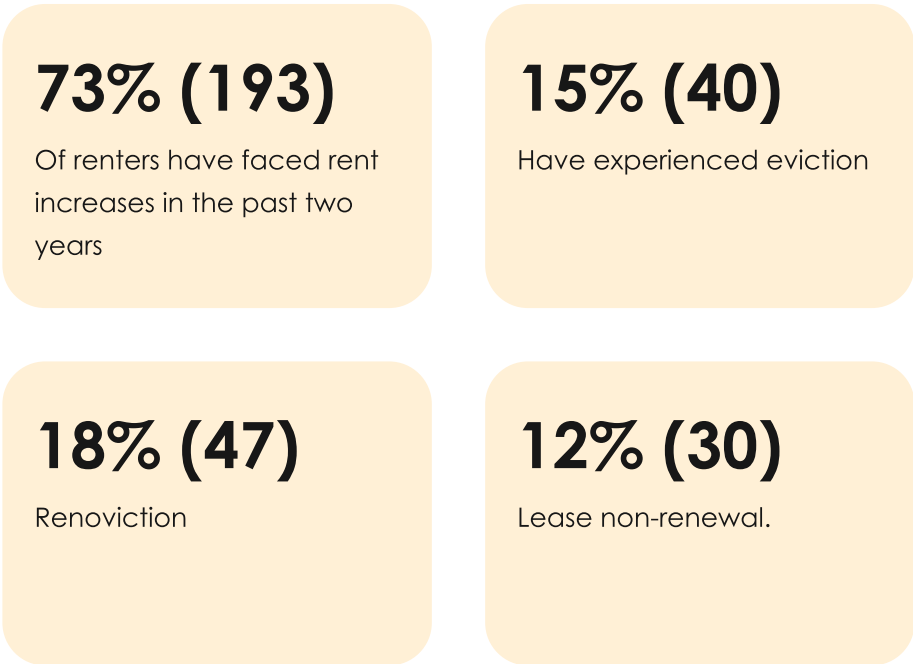 73% (193)
Of renters have faced rent
increases in the past two
years
15% (40)
Have experienced eviction
18% (47)
Renoviction
12% (30)
Lease non-renewal.